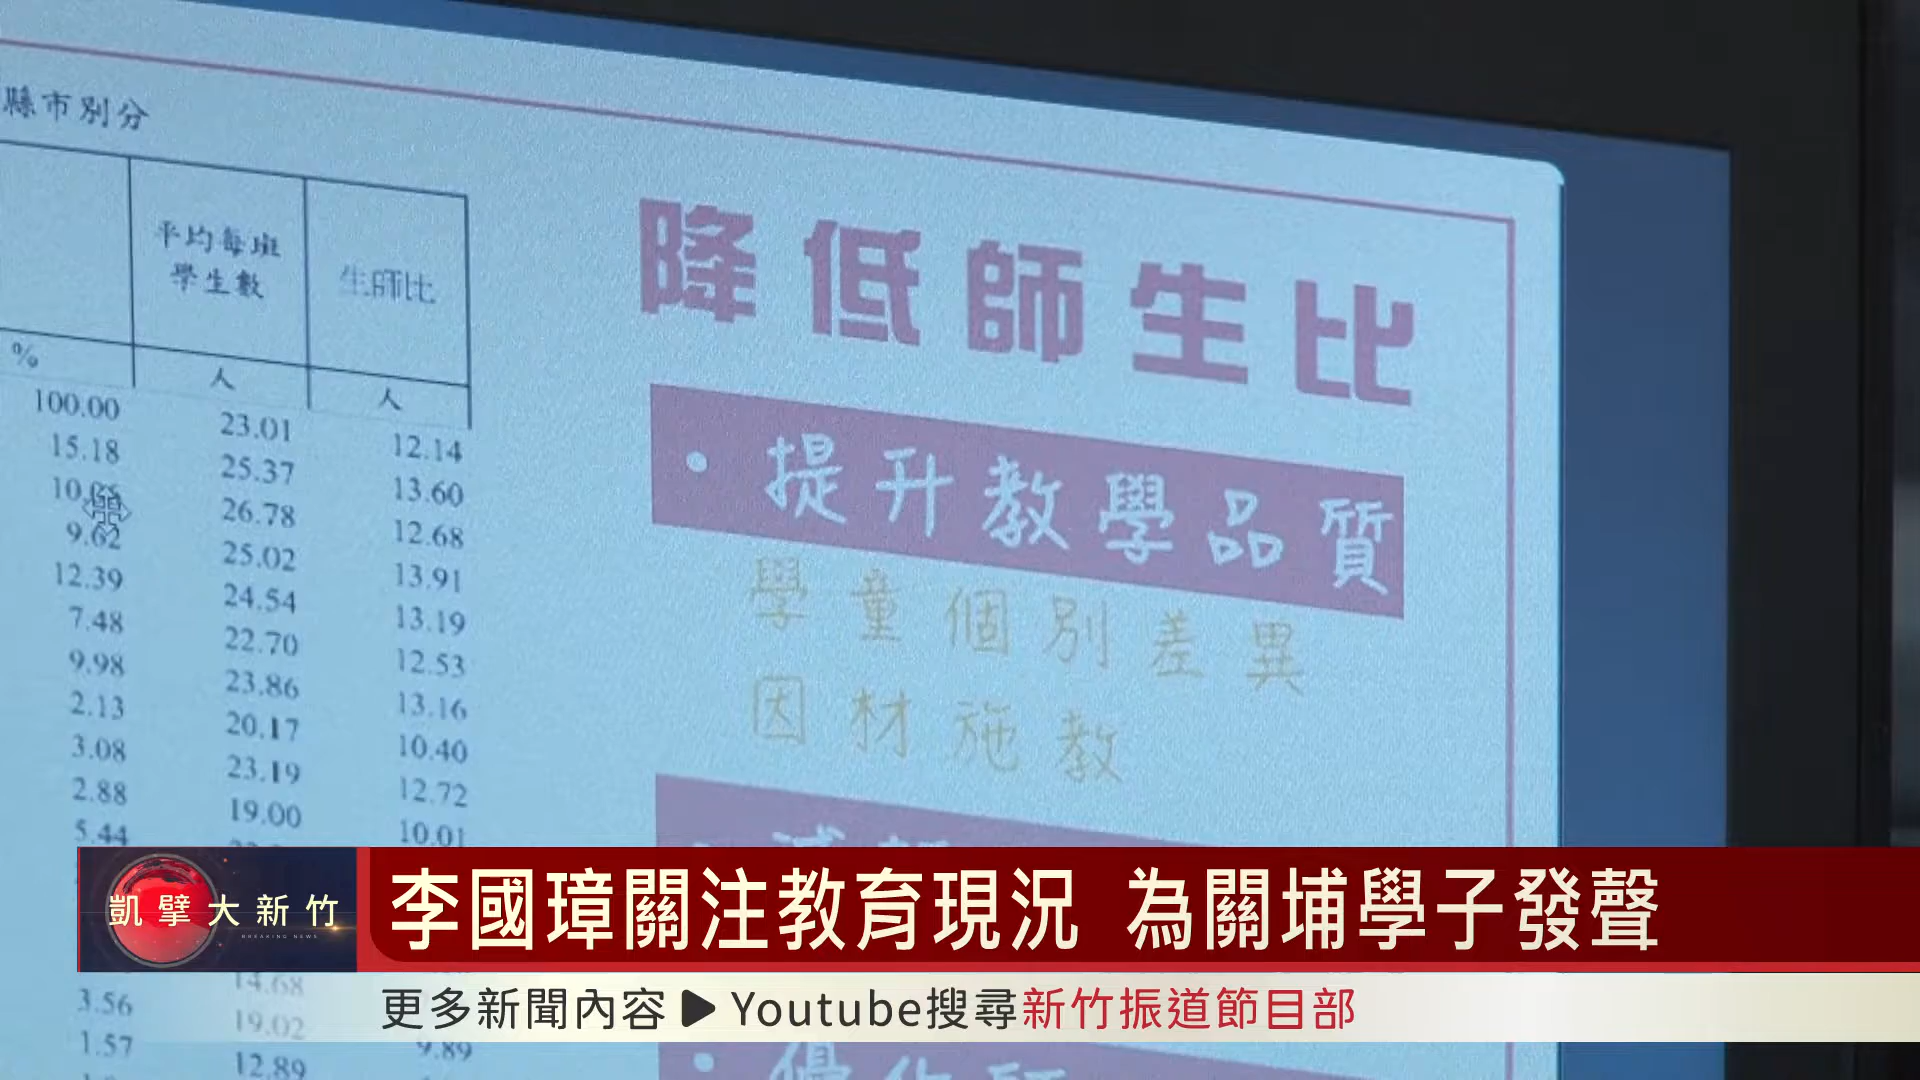 縣市別分
平均每班
學生數
生師比
% 人 人
100.00 23.01 12.14
15.18 25.37 13.60
26.78 12.68
9.62 25.02 13.91
12.39 24.54 13.19
7.48 22.70 12.53
9.98 23.86 13.16
2.13 20.17 10.40
3.08 23.19 12.72
2.88 19.00 10.01
5.44
14.68
3.56 19.02
1.57 12.89 9.89
降低師生比
• 提升教學品質
學童個別差異
因材施教
凱擘大新竹
BREAKING NEWS
李國璋關注教育現況 為關埔學子發聲
更多新聞內容▶Youtube搜尋新竹振道節目部